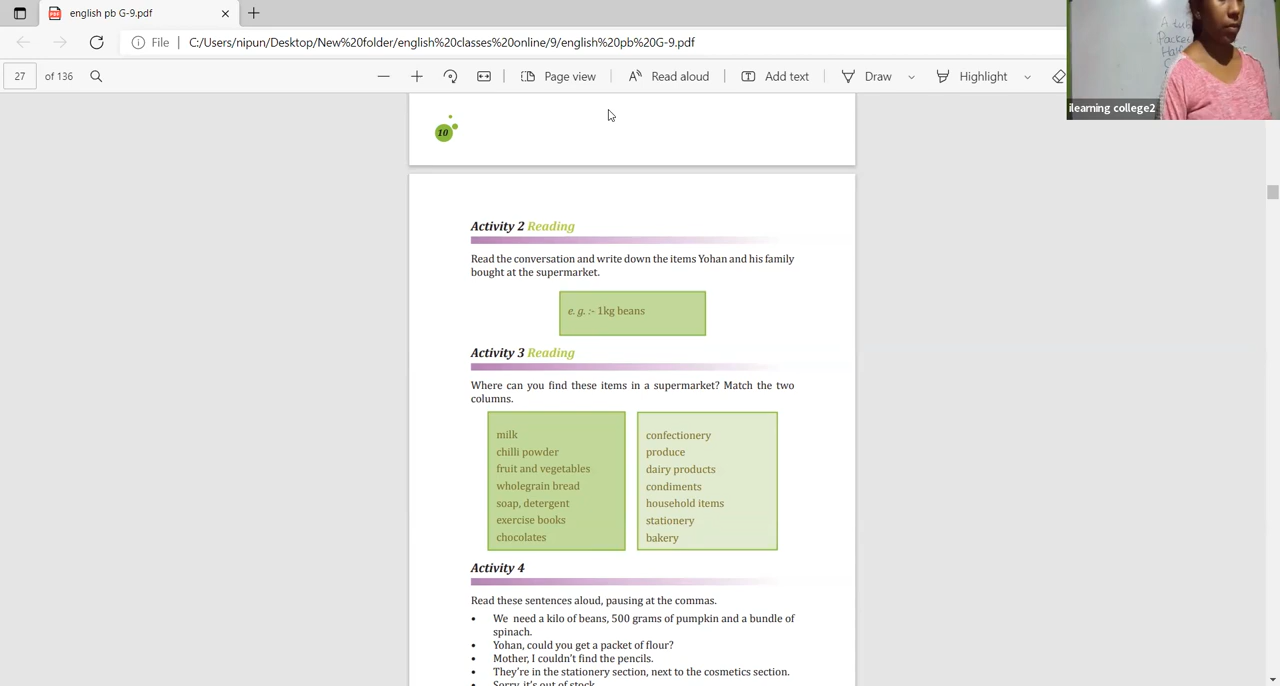 english pb G-9.pdf
File | C:/Users/nipun/Desktop/New%20folder/english%20classes%20online/9/english%20pb%20G-9.pdf
27 of 136
Page view
Read aloud
Add text
Draw
Highlight
ilearning college2
10
Activity 2 Reading
Read the conversation and write down the items Yohan and his family
bought at the supermarket.
e. g. :- 1kg beans
Activity 3 Reading
Where can you find these items in a supermarket? Match the two
columns.
milk
chilli powder
fruit and vegetables
wholegrain bread
soap, detergent
exercise books
chocolates
confectionery
produce
dairy products
condiments
household items
stationery
bakery
Activity 4
Read these sentences aloud, pausing at the commas.
• We need a kilo of beans, 500 grams of pumpkin and a bundle of
spinach.
• Yohan, could you get a packet of flour?
• Mother, I couldn't find the pencils.
• They're in the stationery section, next to the cosmetics section.
• Sorry, it's out of stock.